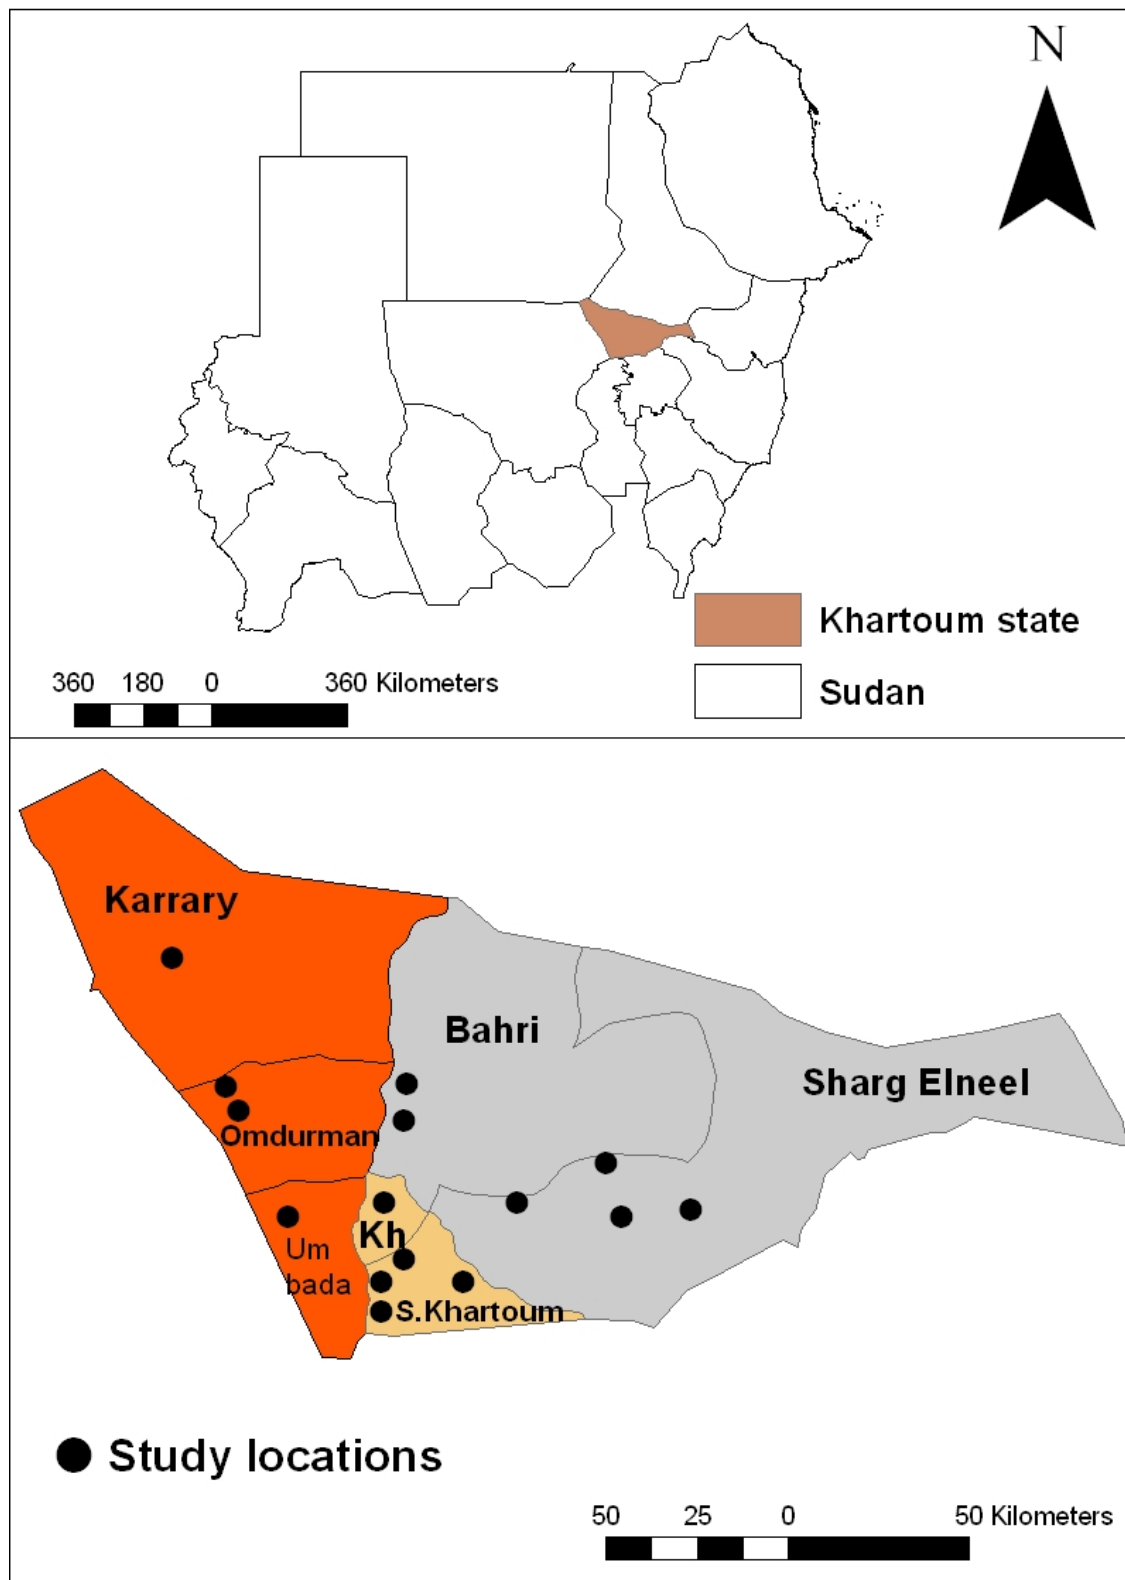 N
Khartoum state
360 180 0 360 Kilometers
Sudan
Karrary
Bahri
Sharg Elneel
Omdurman
Kh
Um
bada
S.Khartoum
Study locations
50 25 0 50 Kilometers